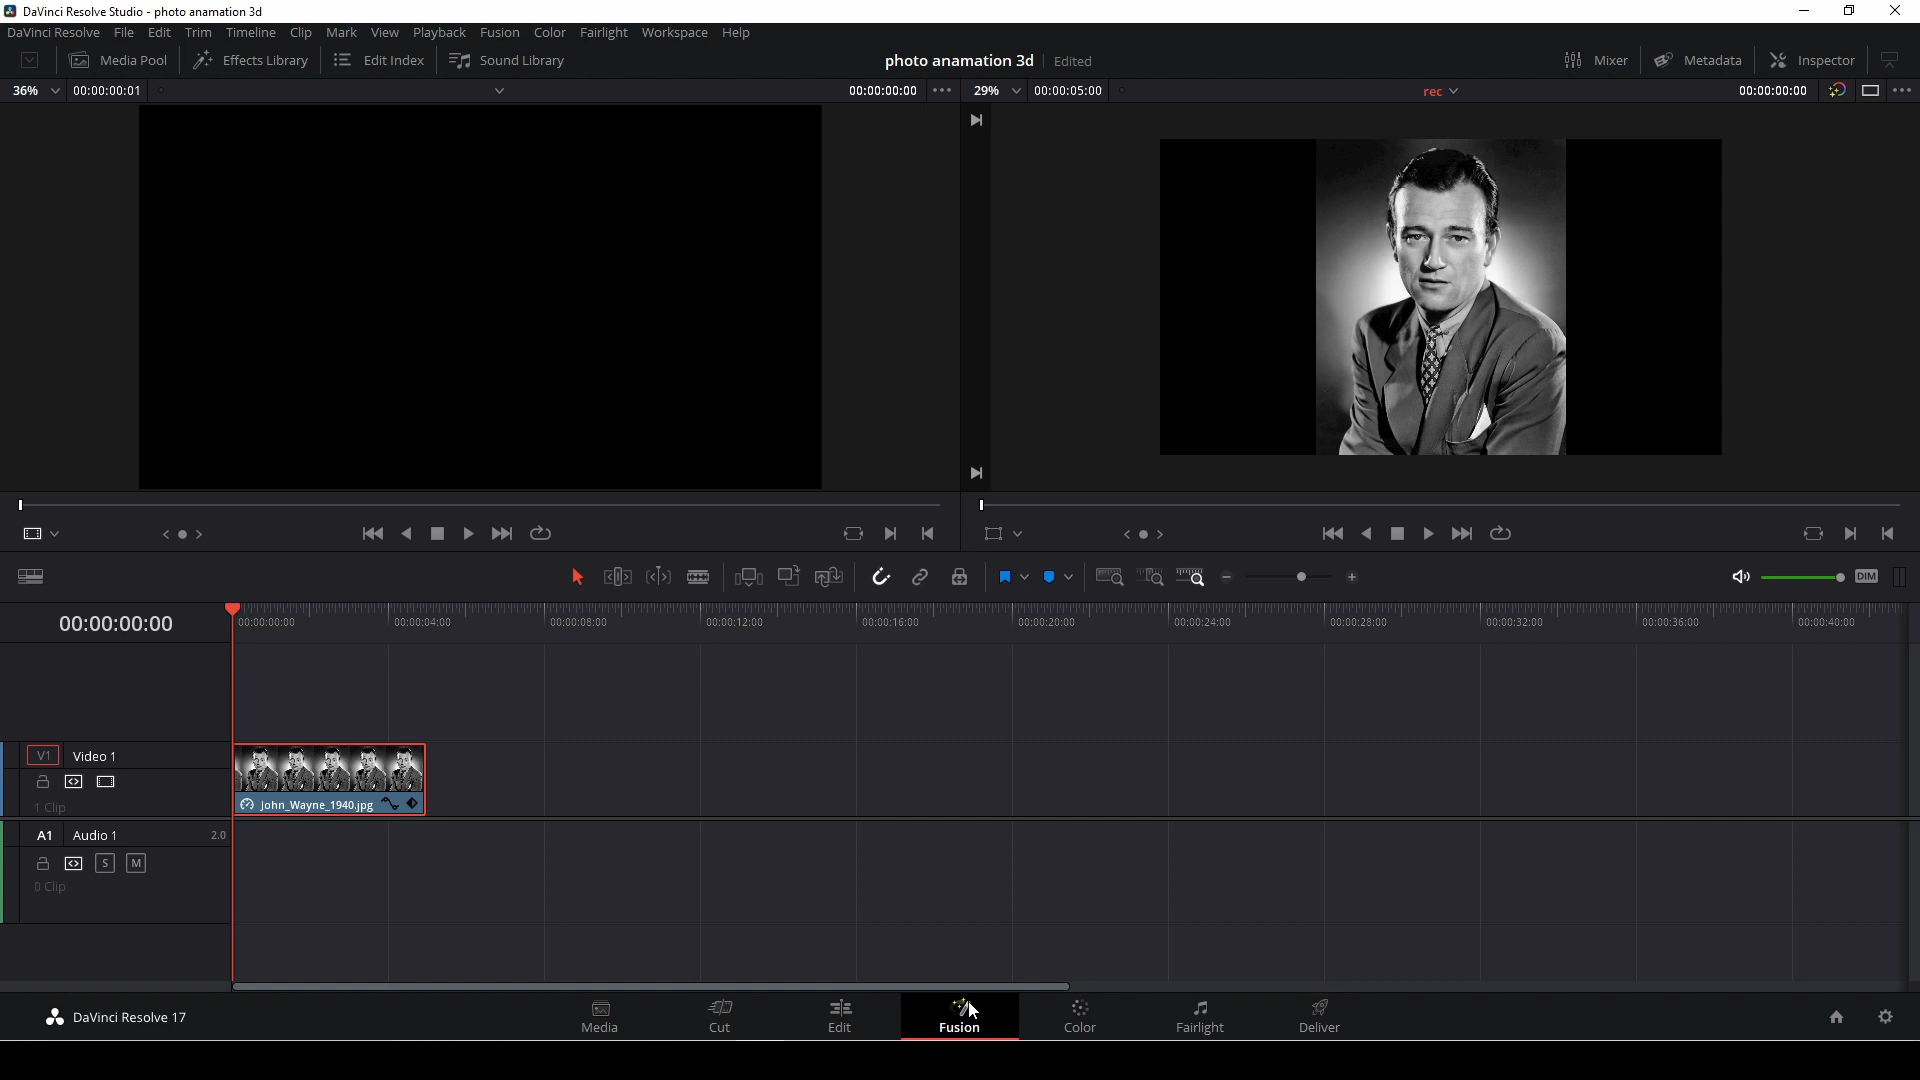 DaVinci Resolve Studio - photo anamation 3d
DaVinci Resolve File Edit Trim Timeline Clip Mark View Playback Fusion Color Fairlight Workspace Help
Media Pool Effects Library Edit Index Sound Library photo anamation 3d Edited Mixer Metadata Inspector
36% 00:00:00:01 00:00:00:00 29% 00:00:05:00 rec 00:00:00:00
DIM
00:00:00:00 00:00:00:00 00:00:04:00 00:00:08:00 00:00:12:00 00:00:16:00 00:00:20:00 00:00:24:00 00:00:28:00 00:00:32:00 00:00:36:00 00:00:40:00
V1 Video 1
1 Clip
John_Wayne_1940.jpg
A1 Audio 1 2.0
S M
0 Clip
DaVinci Resolve 17 Media Cut Edit Fusion Color Fairlight Deliver